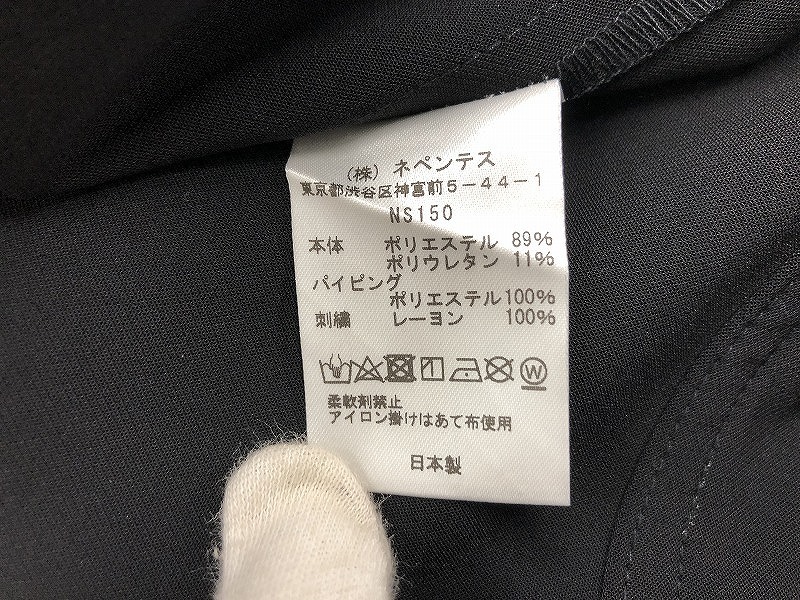 (株) ネペンテス
東京都渋谷区神宮前5-44-1
NS150
本体 ポリエステル 89%
ポリウレタン 11%
パイピング
ポリエステル100%
刺繍 レーヨン 100%
W
柔軟剤禁止
アイロン掛けはあて布使用
日本製